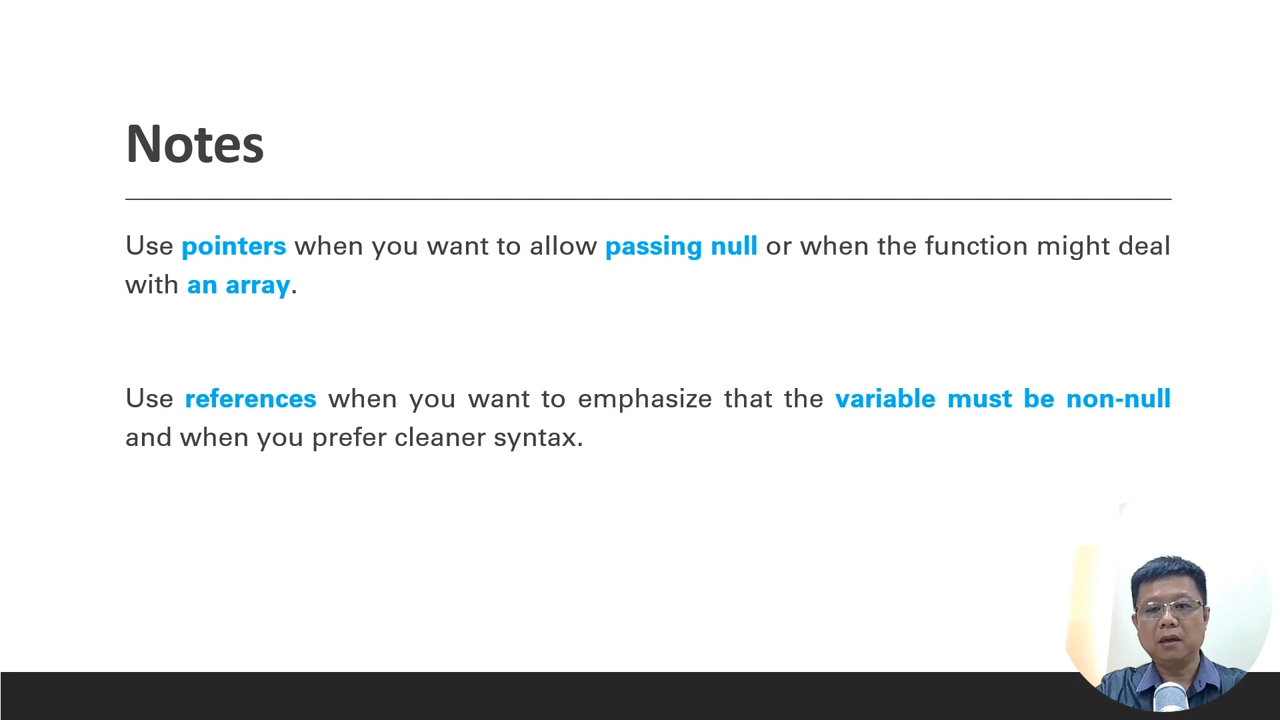 Notes
Use pointers when you want to allow passing null or when the function might deal
with an array.
Use references when you want to emphasize that the variable must be non-null
and when you prefer cleaner syntax.